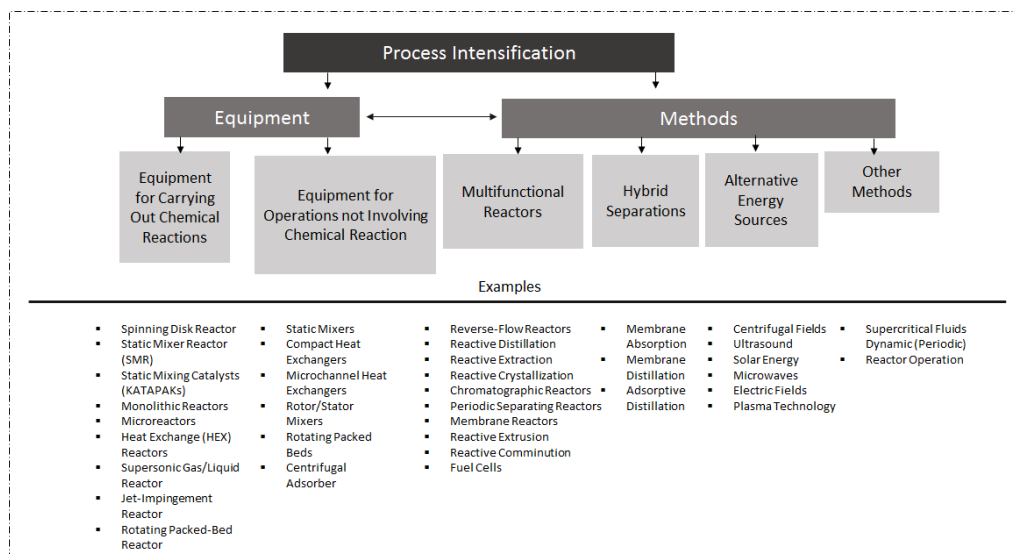 Process Intensification
Equipment
Methods
Equipment
for Carrying
Out Chemical
Reactions
Equipment for
Operations not Involving
Chemical Reaction
Multifunctional
Reactors
Hybrid
Separations
Alternative
Energy
Sources
Other
Methods
Examples
▪ Spinning Disk Reactor
▪ Static Mixer Reactor
(SMR)
▪ Static Mixing Catalysts
(KATAPAKs)
▪ Monolithic Reactors
▪ Microreactors
▪ Heat Exchange (HEX)
Reactors
▪ Supersonic Gas/Liquid
Reactor
▪ Jet-Impingement
Reactor
▪ Rotating Packed-Bed
Reactor
▪ Static Mixers
▪ Compact Heat
Exchangers
▪ Microchannel Heat
Exchangers
▪ Rotor/Stator
Mixers
▪ Rotating Packed
Beds
▪ Centrifugal
Adsorber
▪ Reverse-Flow Reactors
▪ Reactive Distillation
▪ Reactive Extraction
▪ Reactive Crystallization
▪ Chromatographic Reactors
▪ Periodic Separating Reactors
▪ Membrane Reactors
▪ Reactive Extrusion
▪ Reactive Comminution
▪ Fuel Cells
▪ Membrane
Absorption
▪ Membrane
Distillation
▪ Adsorptive
Distillation
▪ Centrifugal Fields
▪ Ultrasound
▪ Solar Energy
▪ Microwaves
▪ Electric Fields
▪ Plasma Technology
▪ Supercritical Fluids
Dynamic (Periodic)
▪ Reactor Operation